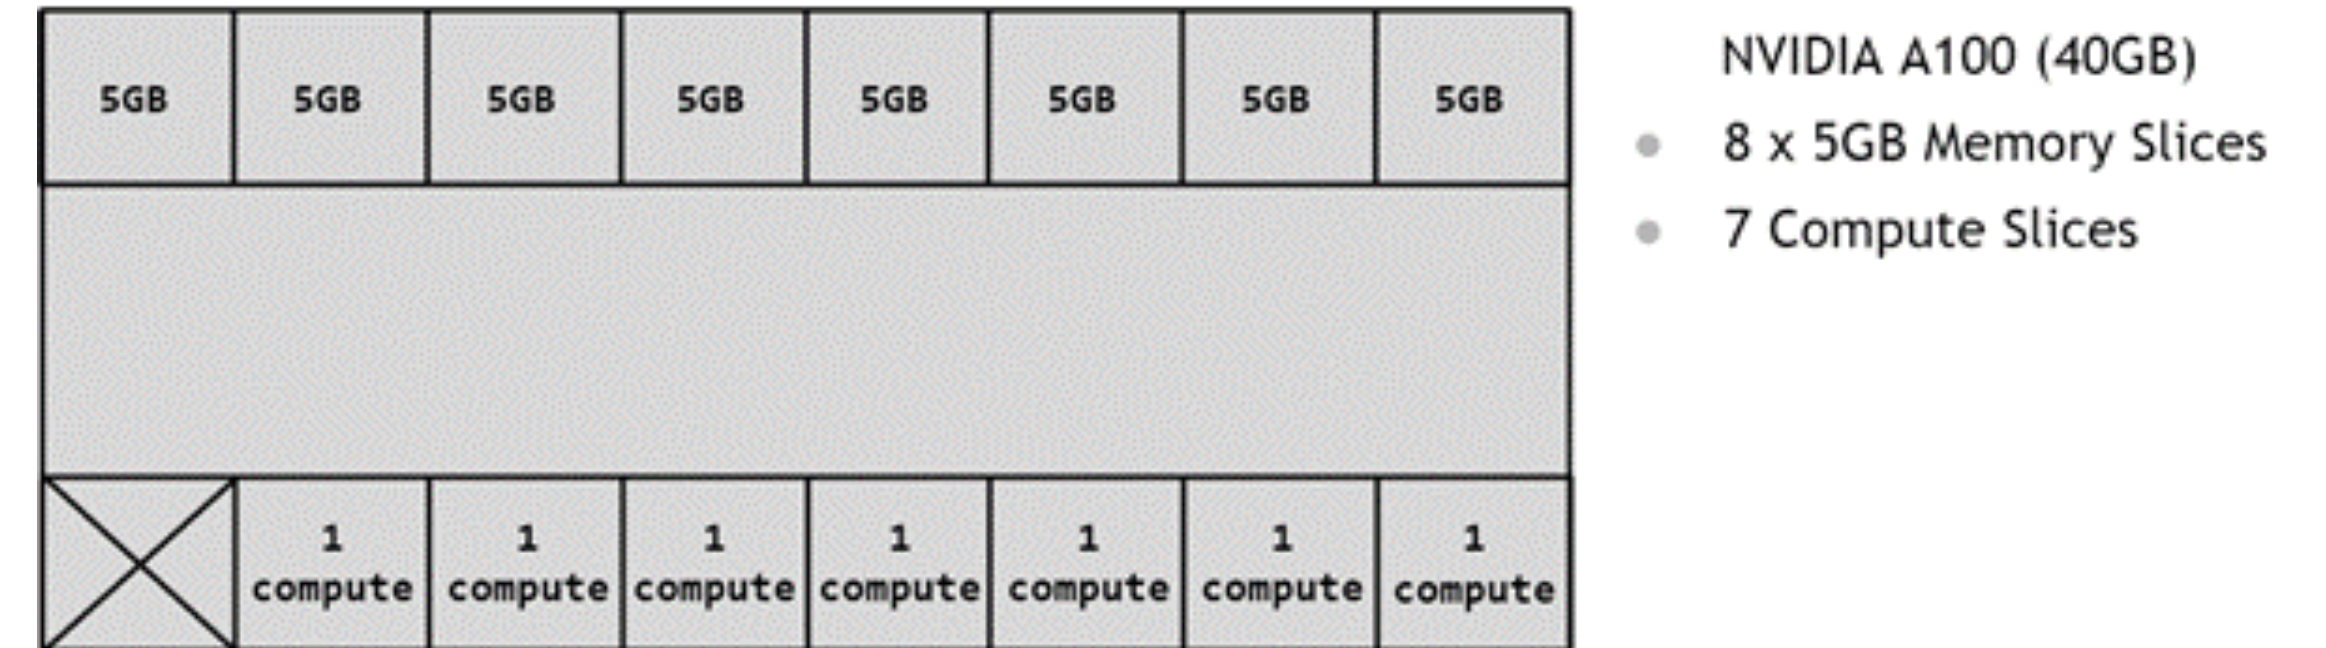 5GB 5GB 5GB 5GB 5GB 5GB 5GB 5GB
1 1 1 1 1 1 1
compute compute compute compute compute compute compute
NVIDIA A100 (40GB)
8 x 5GB Memory Slices
7 Compute Slices